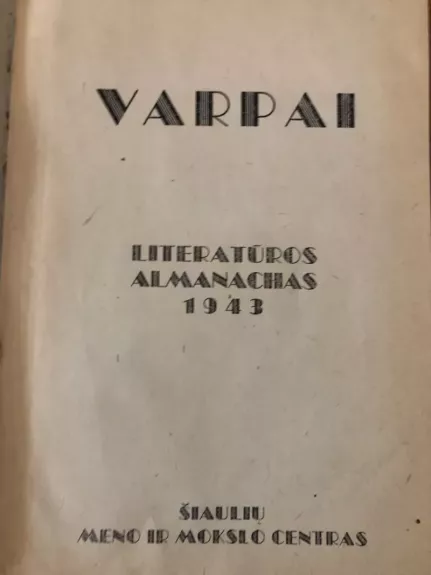 VARPAI
LITERATŪROS
ALMANACHAS
1943
ŠIAULIŲ
MENO IR MOKSLO CENTRAS